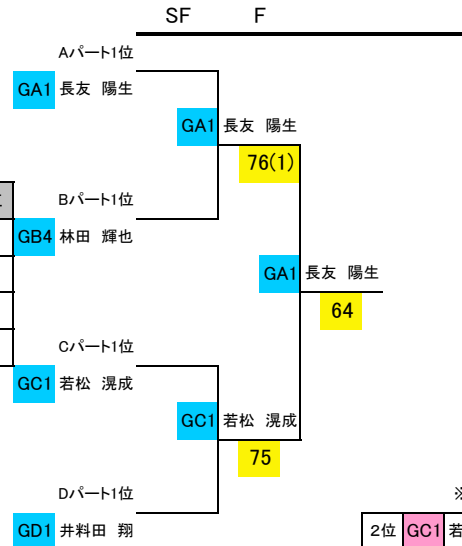 SF F
Aパート1位
GA1 長友 陽生
GA1 長友 陽生
76(1)
Bパート1位
GB4 林田 輝也
GA1 長友 陽生
64
Cパート1位
GC1 若松 滉成
GC1 若松 滉成
75
Dパート1位
※
GD1 井料田 翔
2位 GC1 若